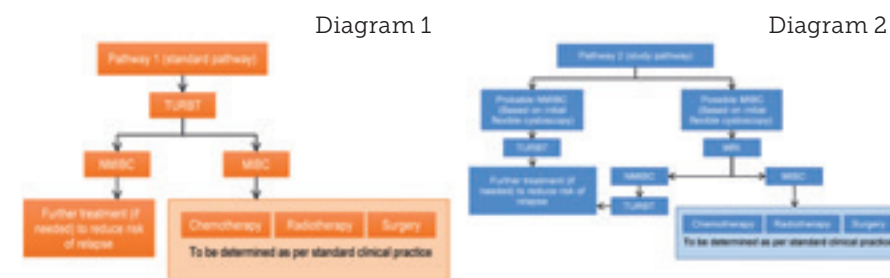 Diagram 1
Pathway 1 (standard pathway)
TURBT
NMIBC
MIBC
Further treatment (if
needed) to reduce risk
of relapse
Chemotherapy
Radiotherapy
Surgery
To be determined as per standard clinical practice
Diagram 2
Pathway 2 (study pathway)
Probable NMIBC
(Based on initial
flexible cystoscopy)
Possible MIBC
(Based on initial
flexible cystoscopy)
TURBT
MRI
Further treatment (if
needed) to reduce risk of
relapse
NMIBC
MIBC
TURBT
Chemotherapy
Radiotherapy
Surgery
To be determined as per standard clinical practice